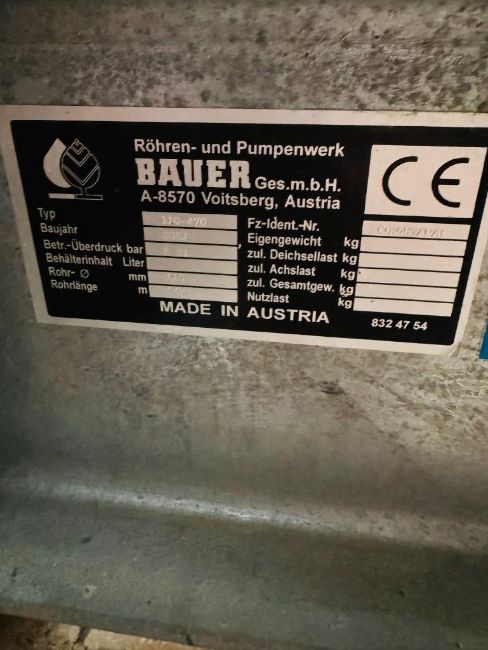 Röhren- und Pumpenwerk
BAUER Ges.m.b.H.
A-8570 Voitsberg, Austria
CE
Typ 110-470
Baujahr
Betr.-Überdruck bar
Behälterinhalt Liter
Rohr- Ø mm
Rohrlänge m
Fz-Ident.-Nr.
Eigengewicht kg
zul. Deichsellast kg
zul. Achslast kg
zul. Gesamtgew. kg
Nutzlast kg
MADE IN AUSTRIA
832 47 54